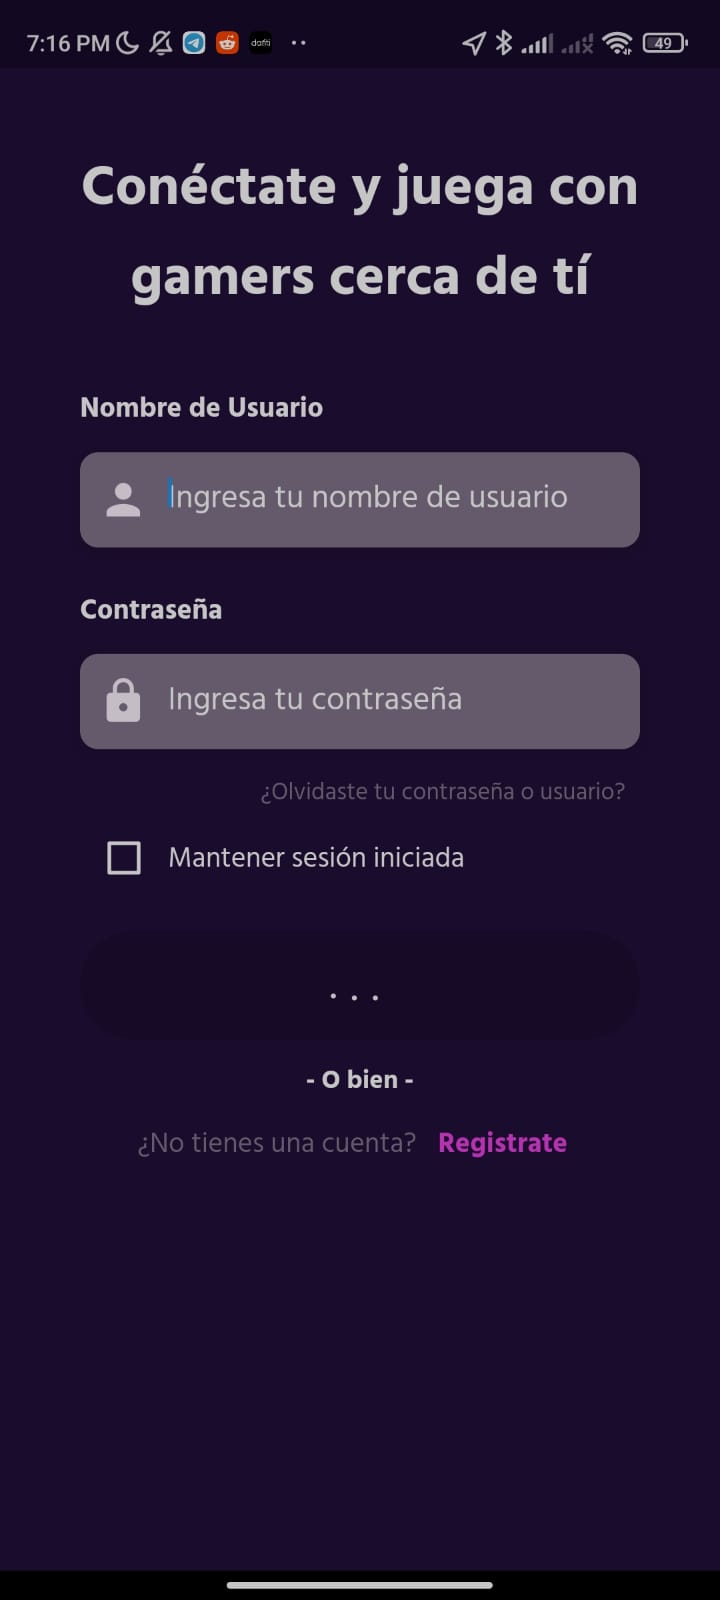 7:16 PM dafiti 49
Conéctate y juega con
gamers cerca de tí
Nombre de Usuario
Ingresa tu nombre de usuario
Contraseña
Ingresa tu contraseña
¿Olvidaste tu contraseña o usuario?
Mantener sesión iniciada
. . .
- O bien -
¿No tienes una cuenta? Registrate